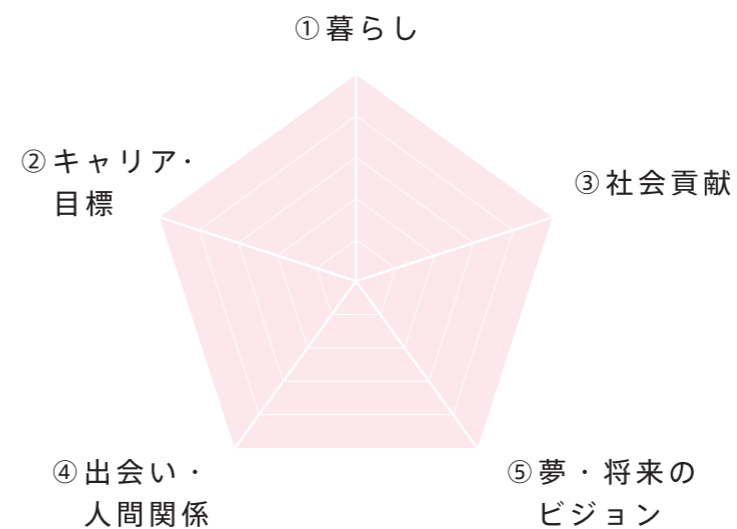 ①暮らし
②キャリア・
目標
③社会貢献
④出会い・
人間関係
⑤夢・将来の
ビジョン